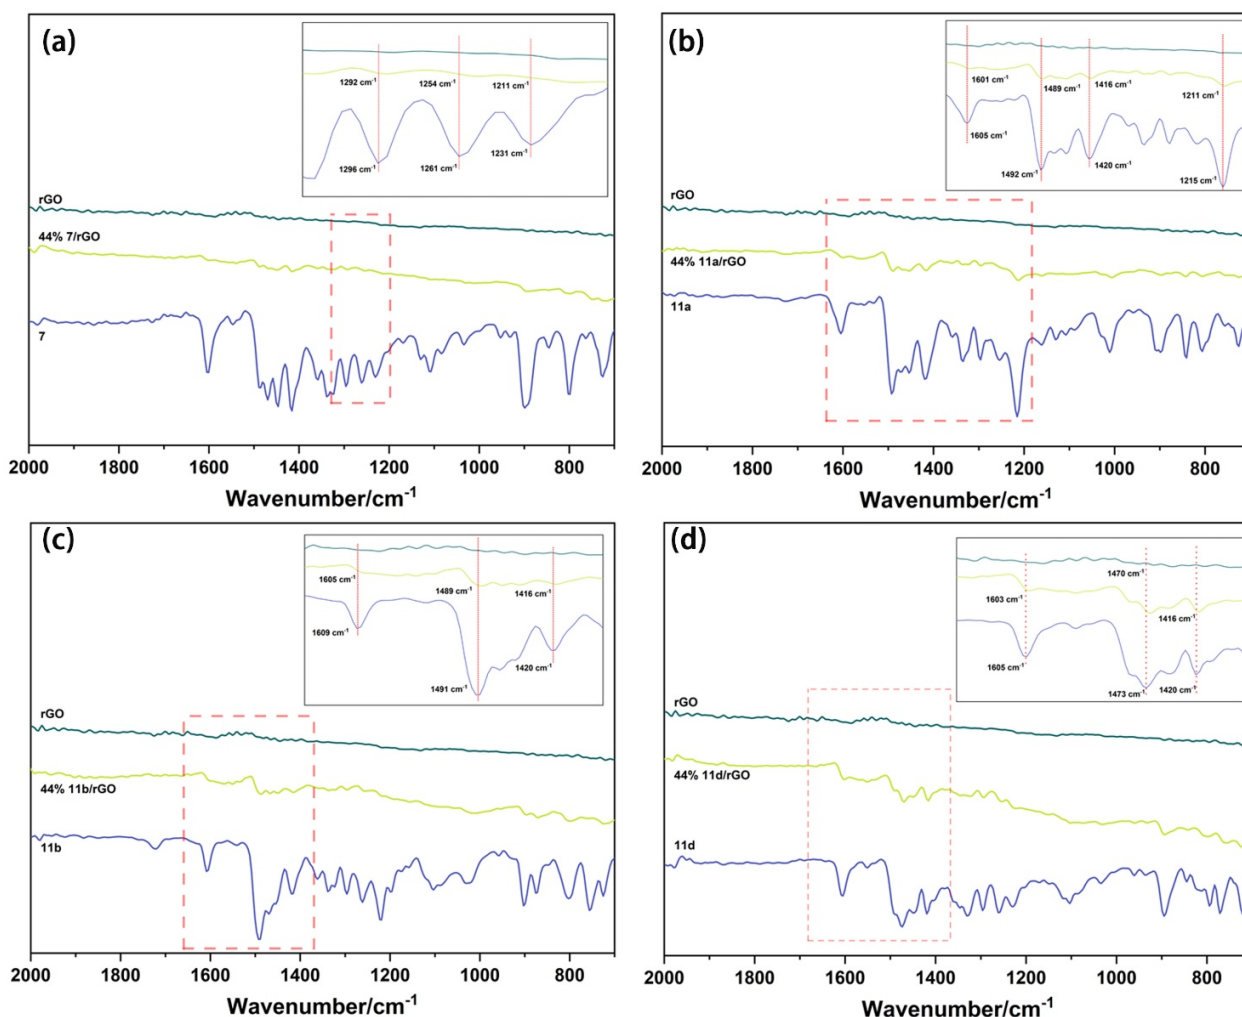 (a)
1292 cm-1
1254 cm-1
1211 cm-1
1296 cm-1
1261 cm-1
1231 cm-1
rGO
44% 7/rGO
7
2000
1600
1400
1200
1000
800
Wavenumber/cm-1
(b)
1601 cm-1
1489 cm-1
1416 cm-1
1211 cm-1
1605 cm-1
1492 cm-1
1420 cm-1
1215 cm-1
rGO
44% 11a/rGO
11a
2000
1600
1400
1200
1000
800
Wavenumber/cm-1
(c)
1605 cm-1
1489 cm-1
1416 cm-1
1609 cm-1
1491 cm-1
1420 cm-1
rGO
44% 11b/rGO
11b
2000
1600
1400
1200
1000
800
Wavenumber/cm-1
(d)
1470 cm-1
1603 cm-1
1416 cm-1
1605 cm-1
1473 cm-1
1420 cm-1
rGO
44% 11d/rGO
11d
2000
1600
1400
1200
1000
800
Wavenumber/cm-1